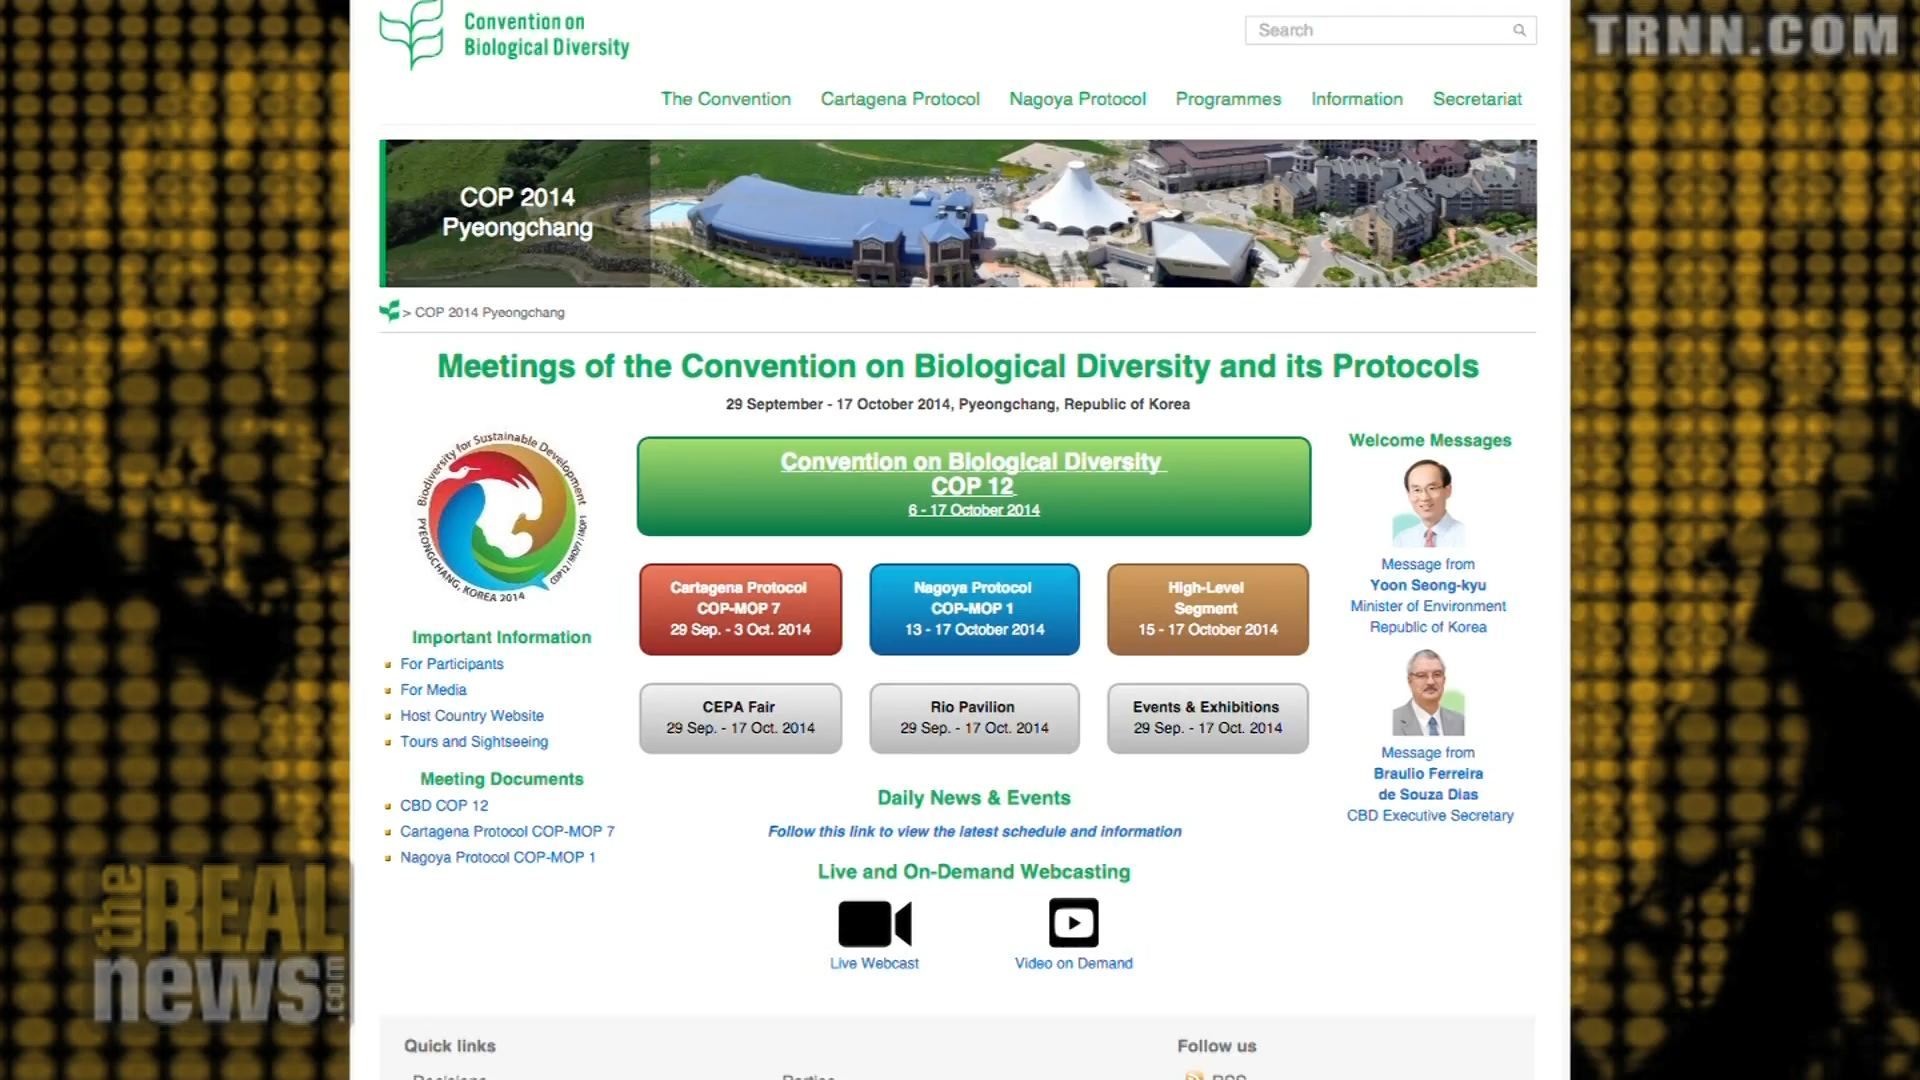 TRNN.COM
Convention on
Biological Diversity
Search
The Convention Cartagena Protocol Nagoya Protocol Programmes Information Secretariat
COP 2014
Pyeongchang
> COP 2014 Pyeongchang
Meetings of the Convention on Biological Diversity and its Protocols
29 September - 17 October 2014, Pyeongchang, Republic of Korea
Biodiversity for Sustainable Development
PYEONGCHANG, KOREA 2014
COP12 / MOP7 / MOP1
Important Information
For Participants
For Media
Host Country Website
Tours and Sightseeing
Meeting Documents
CBD COP 12
Cartagena Protocol COP-MOP 7
Nagoya Protocol COP-MOP 1
Convention on Biological Diversity
COP 12
6 - 17 October 2014
Cartagena Protocol
COP-MOP 7
29 Sep. - 3 Oct. 2014
Nagoya Protocol
COP-MOP 1
13 - 17 October 2014
High-Level
Segment
15 - 17 October 2014
CEPA Fair
29 Sep. - 17 Oct. 2014
Rio Pavilion
29 Sep. - 17 Oct. 2014
Events & Exhibitions
29 Sep. - 17 Oct. 2014
Daily News & Events
Follow this link to view the latest schedule and information
Live and On-Demand Webcasting
Live Webcast
Video on Demand
Welcome Messages
Message from
Yoon Seong-kyu
Minister of Environment
Republic of Korea
Message from
Braulio Ferreira
de Souza Dias
CBD Executive Secretary
the REAL
news.com
Quick links
Follow us